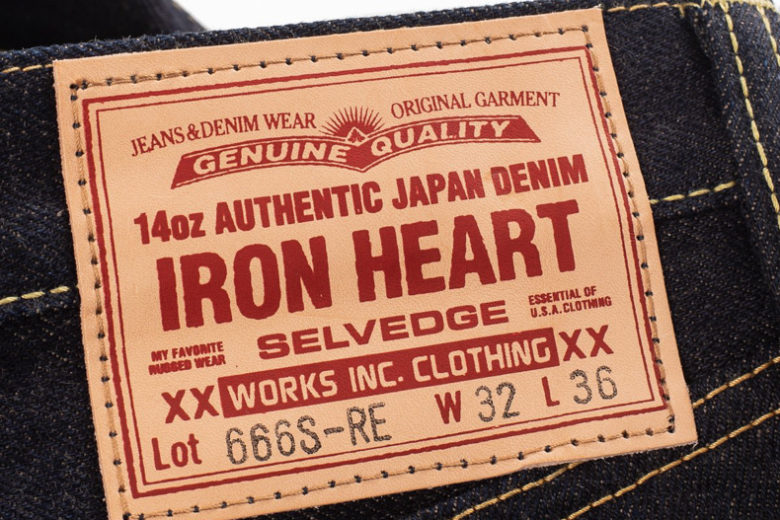 JEANS & DENIM WEAR ORIGINAL GARMENT
GENUINE QUALITY
14oz AUTHENTIC JAPAN DENIM
IRON HEART
MY FAVORITE
RUGGED WEAR
SELVEDGE
ESSENTIAL OF
U.S.A. CLOTHING
XX WORKS INC. CLOTHING XX
Lot 666S-RE W 32 L 36